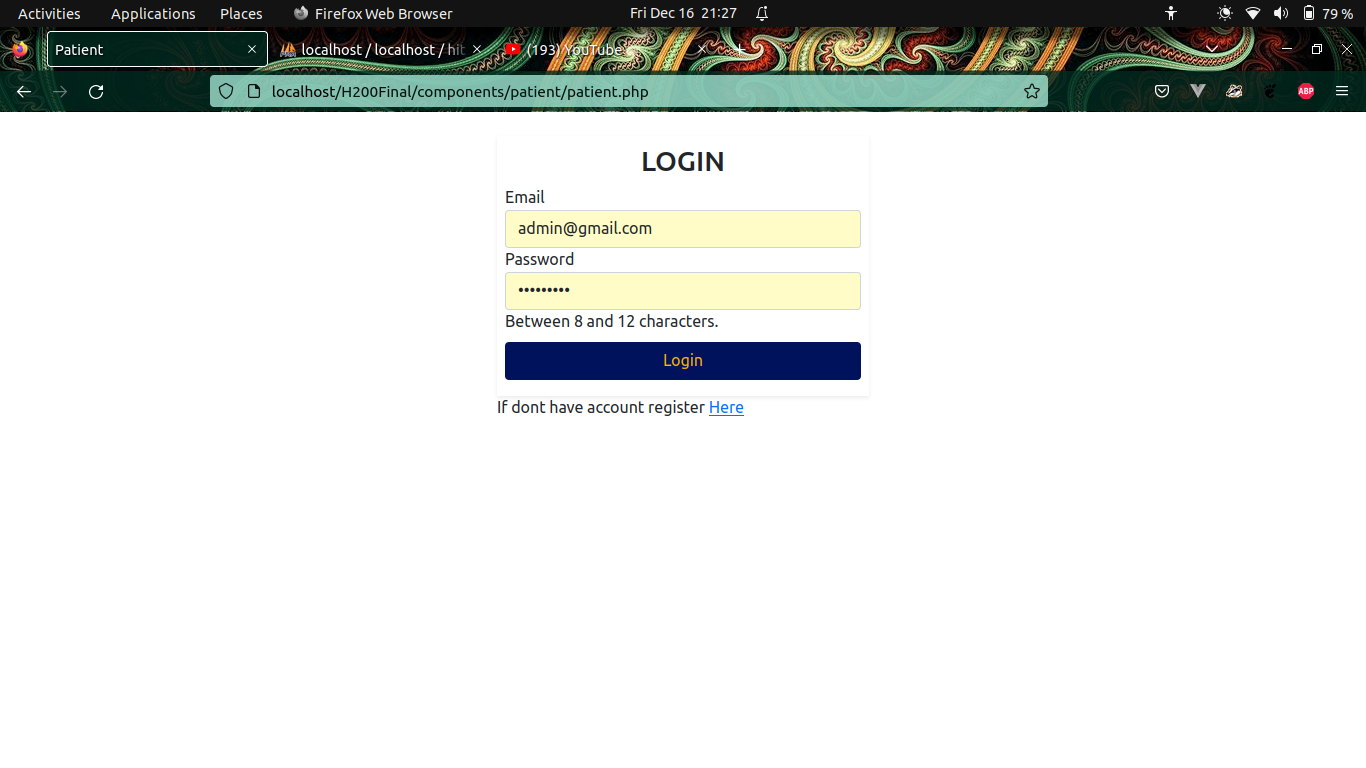 Activities Applications Places Firefox Web Browser Fri Dec 16 21:27 79 %
Patient localhost / localhost / hit (193) YouTube
localhost/H200Final/components/patient/patient.php ABP
LOGIN
Email
admin@gmail.com
Password
•••••••••
Between 8 and 12 characters.
Login
If dont have account register Here